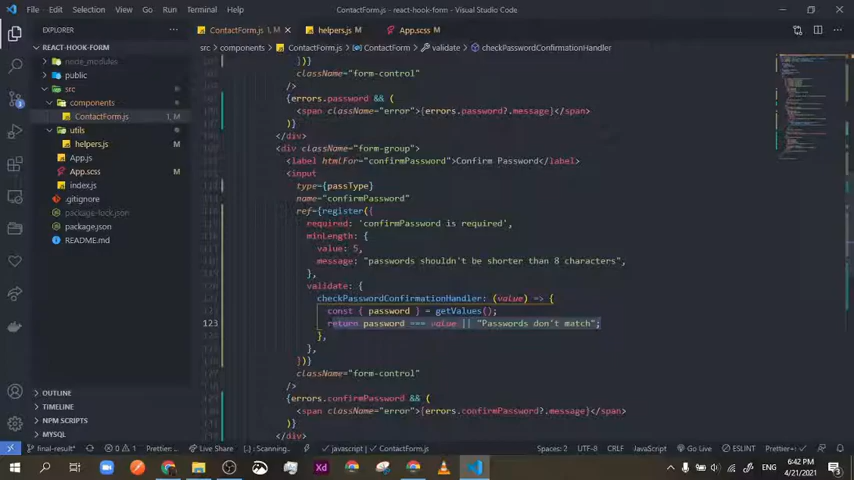 File Edit Selection View Go Run Terminal Help
ContactForm.js - react-hook-form - Visual Studio Code
EXPLORER
ContactForm.js 1, M
helpers.js M
App.scss M
src > components > ContactForm.js > ContactForm > validate > checkPasswordConfirmationHandler
REACT-HOOK-FORM
node_modules
public
src
components
ContactForm.js 1, M
utils
helpers.js M
App.js
App.scss M
index.js
.gitignore
package-lock.json
package.json
README.md
OUTLINE
TIMELINE
NPM SCRIPTS
MYSQL
})}
className="form-control"
/>
{errors.password && (
<span className="error">{errors.password?.message}</span>
)}
</div>
<div className="form-group">
<label htmlFor="confirmPassword">Confirm Password</label>
<input
type={passType}
name="confirmPassword"
ref={register({
required: 'confirmPassword is required',
minLength: {
value: 5,
message: "passwords shouldn't be shorter than 8 characters",
},
validate: {
checkPasswordConfirmationHandler: (value) => {
const { password } = getValues();
123 return password === value || "Passwords don't match";
},
},
})}
className="form-control"
/>
{errors.confirmPassword && (
<span className="error">{errors.confirmPassword?.message}</span>
)}
</div>
final-result* 0 1 Prettier: Live Share Scanning... javascript ContactForm.js Spaces: 2 UTF-8 CRLF JavaScript Go Live ESLINT Prettier+
Xd
ENG
6:42 PM
4/21/2021
3